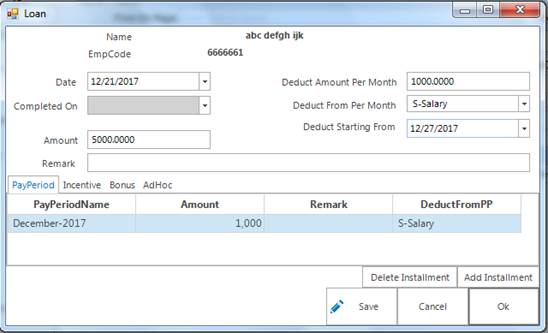 Loan
Name abc defgh ijk
EmpCode 6666661
Date 12/21/2017 Deduct Amount Per Month 1000.0000
Completed On Deduct From Per Month S-Salary
Deduct Starting From 12/27/2017
Amount 5000.0000
Remark
PayPeriod Incentive Bonus AdHoc
PayPeriodName Amount Remark DeductFromPP
December-2017 1,000 S-Salary
Delete Installment Add Installment
Save Cancel Ok